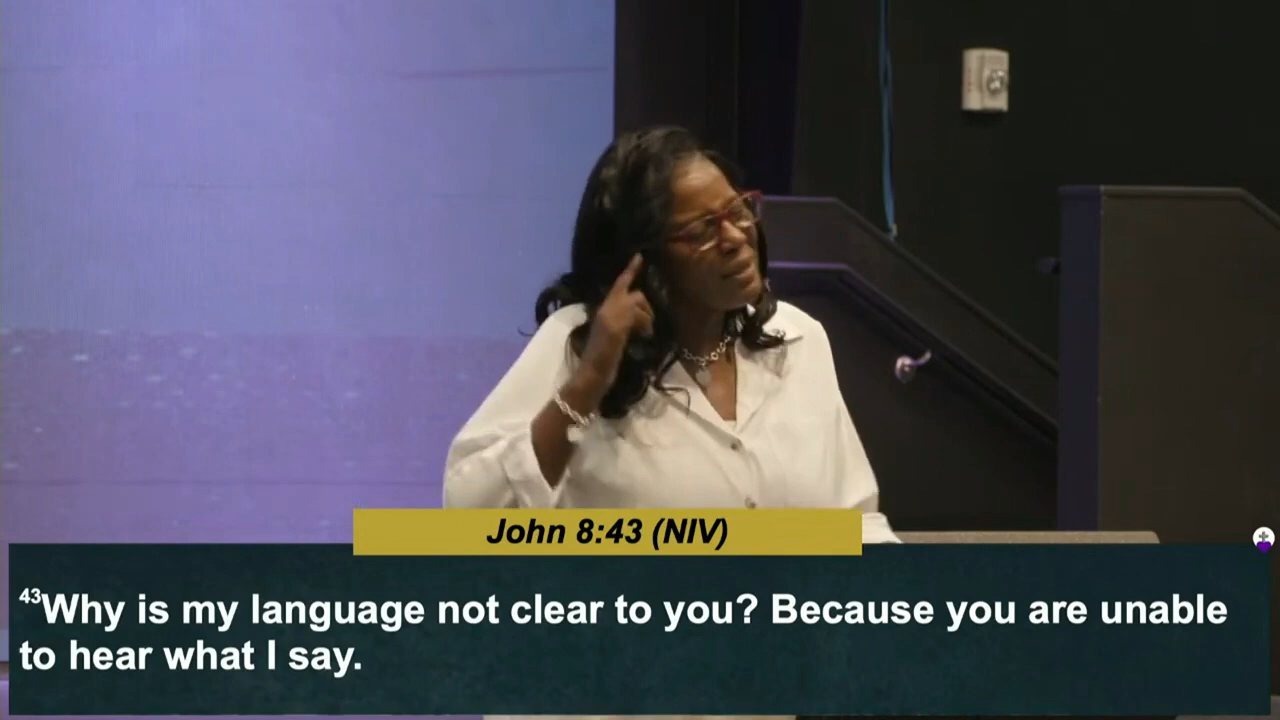 John 8:43 (NIV)
43Why is my language not clear to you? Because you are unable
to hear what I say.